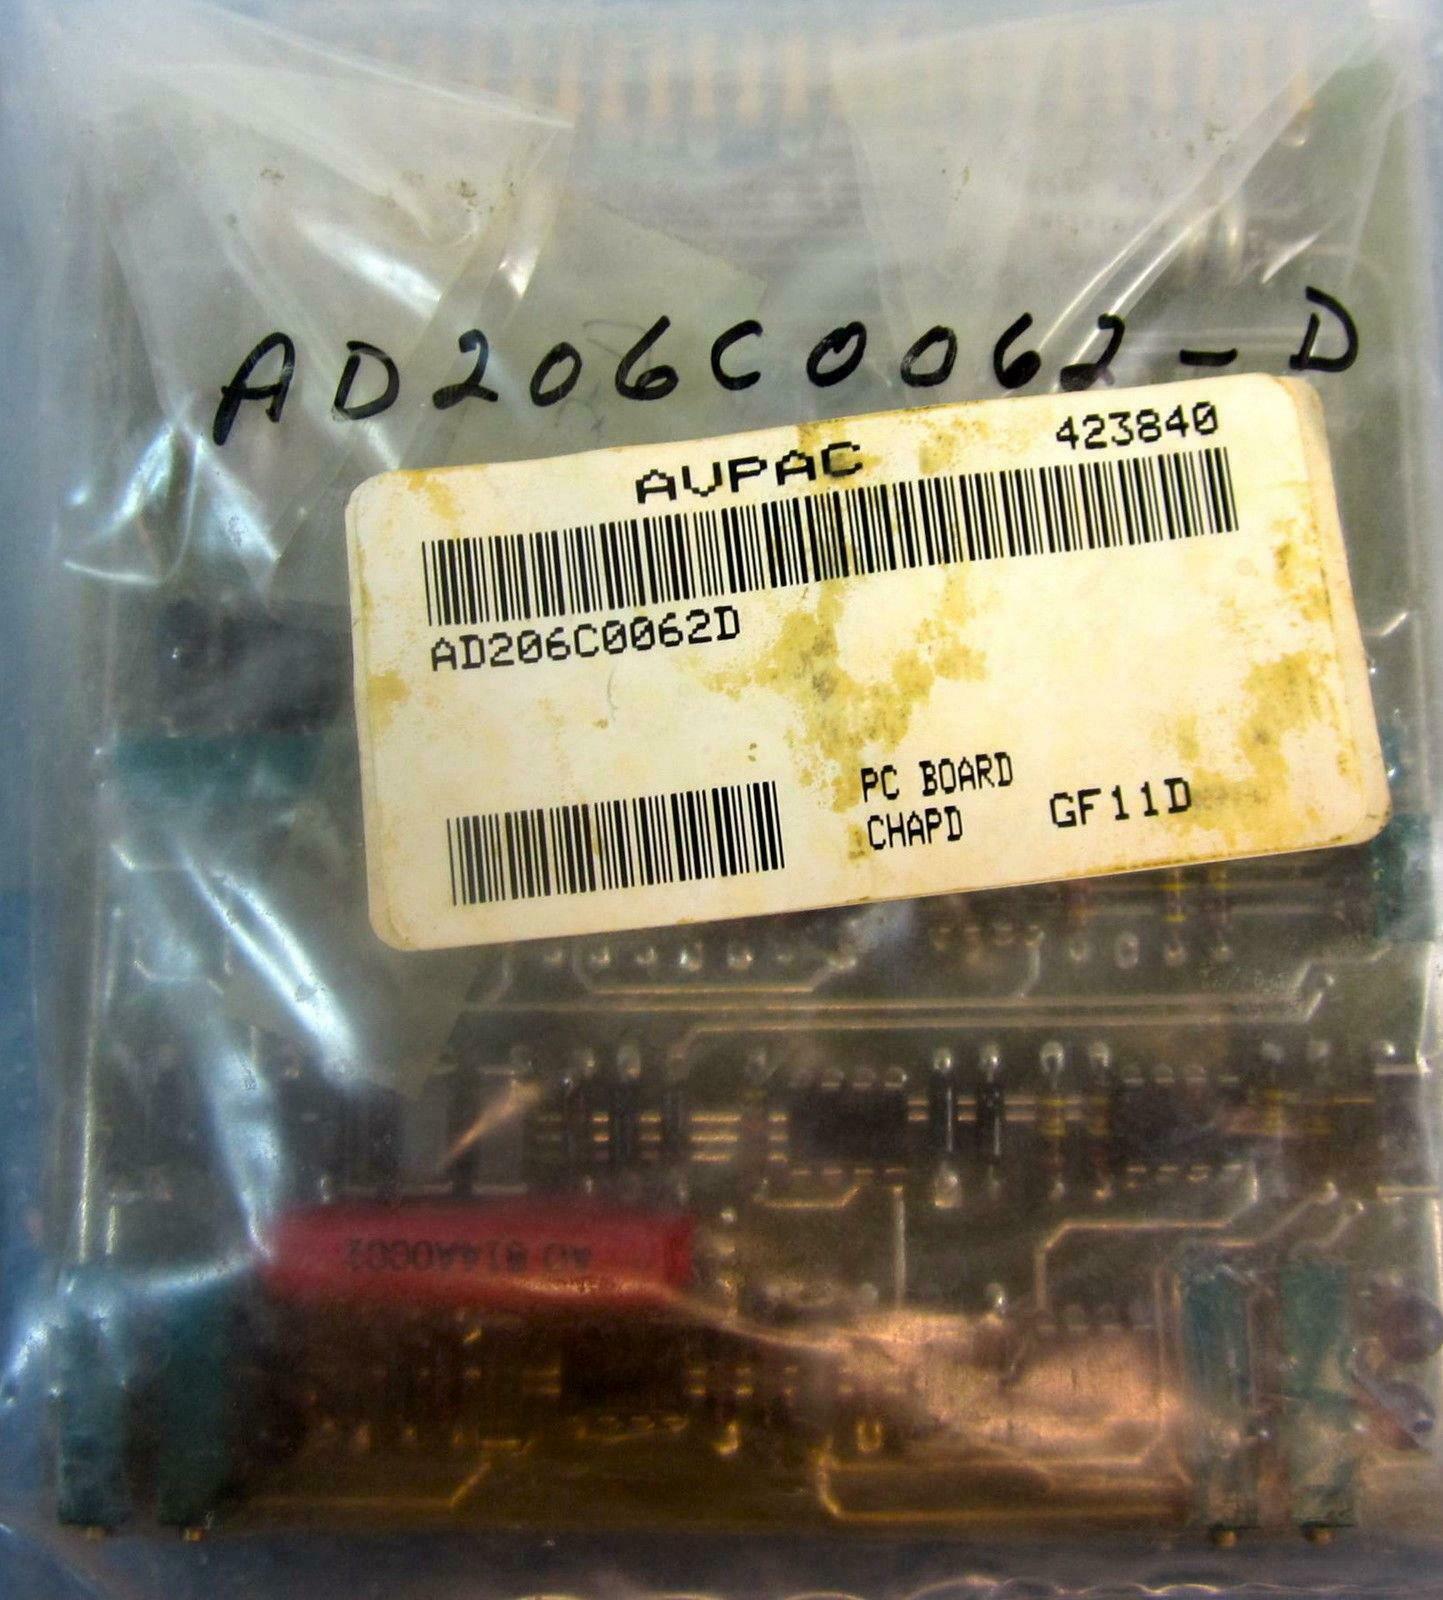 AD206C0062-D
AVPAC 423840
AD206C0062D
PC BOARD
CHAPD GF11D